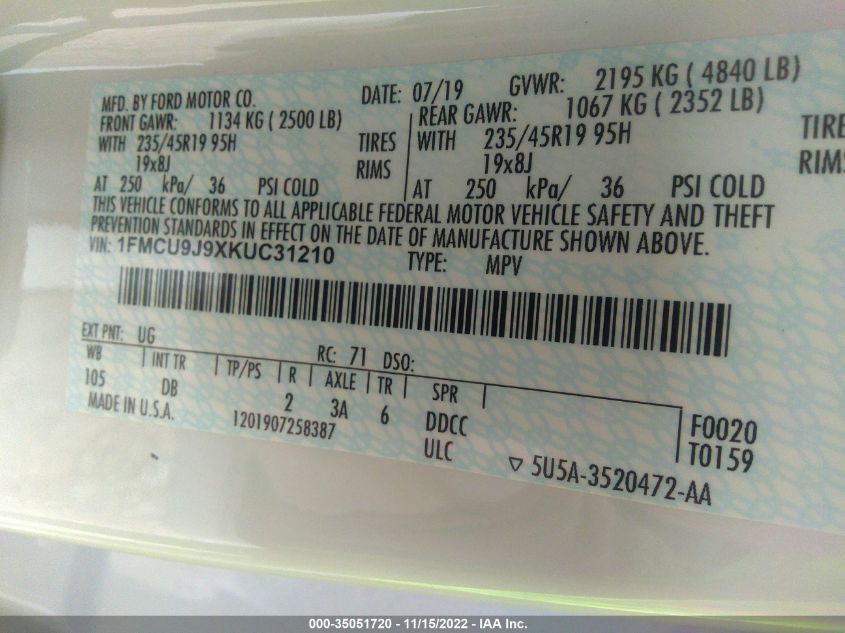 MFD. BY FORD MOTOR CO. DATE: 07/19 GVWR: 2195 KG ( 4840 LB)
FRONT GAWR: 1134 KG ( 2500 LB) REAR GAWR: 1067 KG ( 2352 LB)
WITH 235/45R19 95H TIRES WITH 235/45R19 95H TIRE
19x8J RIMS 19x8J RIMS
AT 250 kPa/ 36 PSI COLD AT 250 kPa/ 36 PSI COLD
THIS VEHICLE CONFORMS TO ALL APPLICABLE FEDERAL MOTOR VEHICLE SAFETY AND THEFT
PREVENTION STANDARDS IN EFFECT ON THE DATE OF MANUFACTURE SHOWN ABOVE.
VIN: 1FMCU9J9XKUC31210 TYPE: MPV
EXT PNT: UG RC: 71 DSO:
WB INT TR TP/PS R AXLE TR SPR
105 DB 2 3A 6 DDCC F0020
MADE IN U.S.A. 1201907258387 ULC T0159
▽ 5U5A-3520472-AA
000-35051720 - 11/15/2022 - IAA Inc.